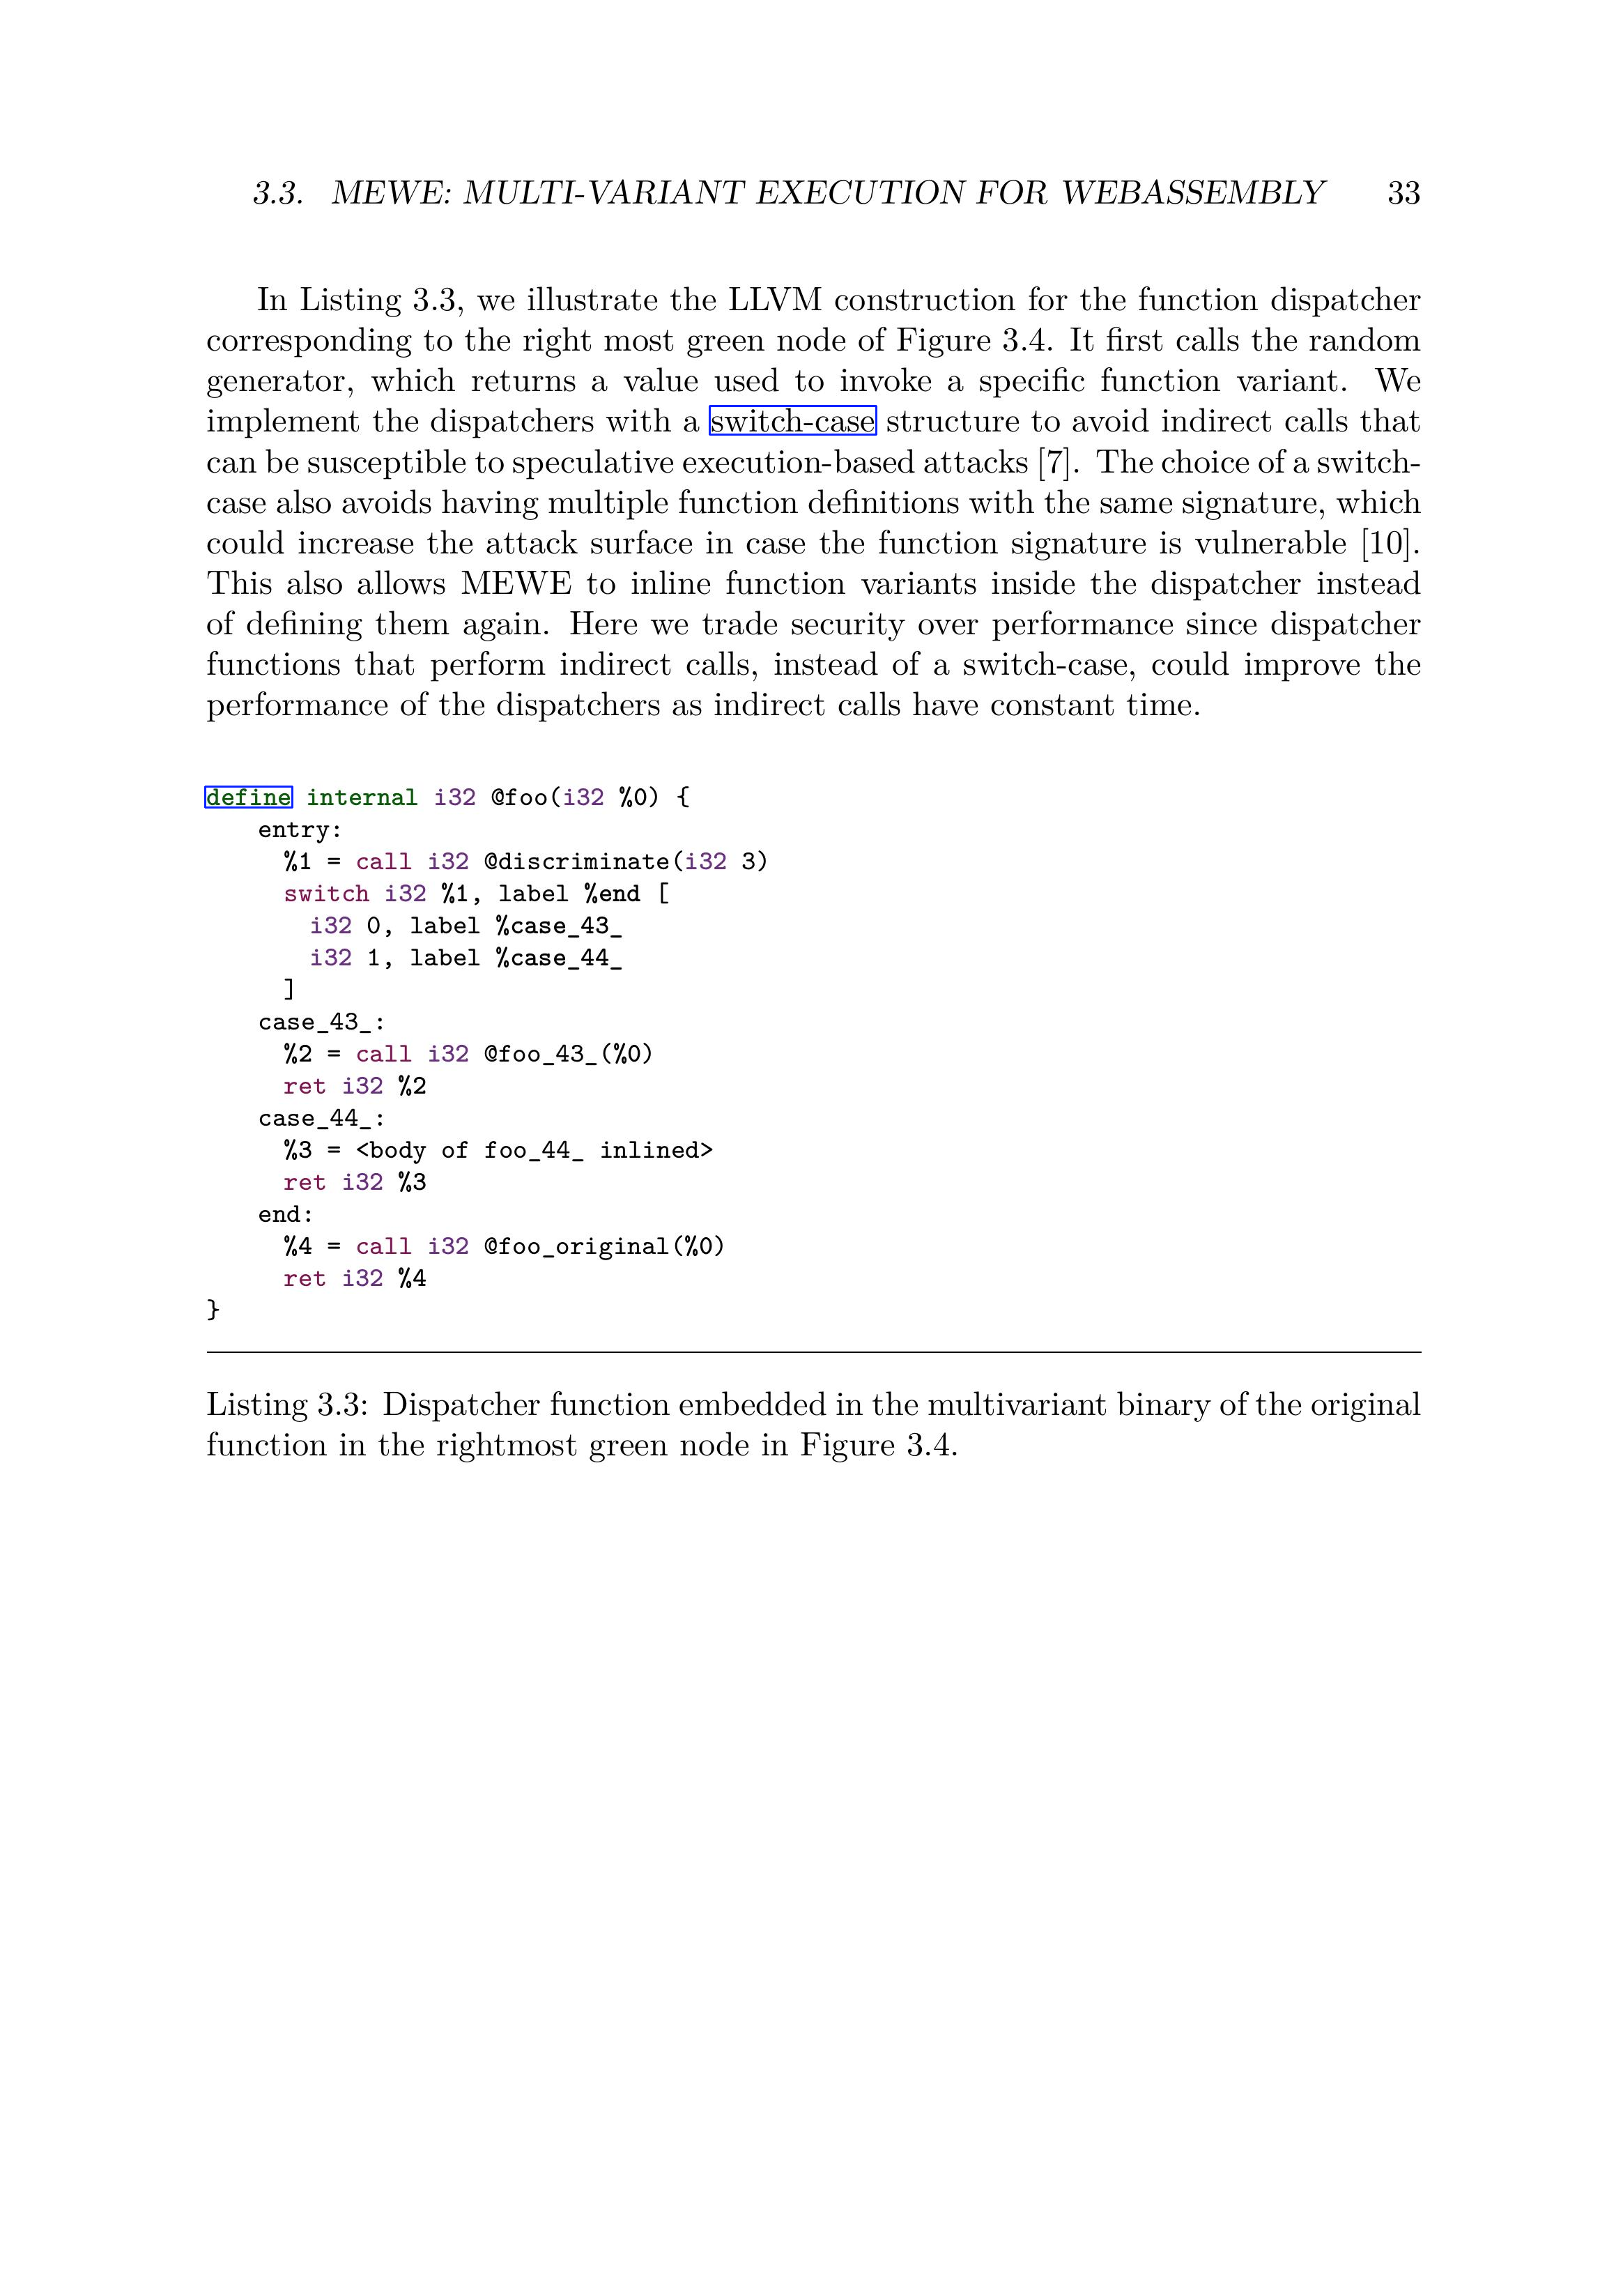 3.3. MEWE: MULTI-VARIANT EXECUTION FOR WEBASSEMBLY 33
In Listing 3.3, we illustrate the LLVM construction for the function dispatcher
corresponding to the right most green node of Figure 3.4. It first calls the random
generator, which returns a value used to invoke a specific function variant. We
implement the dispatchers with a switch-case structure to avoid indirect calls that
can be susceptible to speculative execution-based attacks [7]. The choice of a switch-
case also avoids having multiple function definitions with the same signature, which
could increase the attack surface in case the function signature is vulnerable [10].
This also allows MEWE to inline function variants inside the dispatcher instead
of defining them again. Here we trade security over performance since dispatcher
functions that perform indirect calls, instead of a switch-case, could improve the
performance of the dispatchers as indirect calls have constant time.
define internal i32 @foo(i32 %0) {
entry:
%1 = call i32 @discriminate(i32 3)
switch i32 %1, label %end [
i32 0, label %case_43_
i32 1, label %case_44_
]
case_43_:
%2 = call i32 @foo_43_(%0)
ret i32 %2
case_44_:
%3 = <body of foo_44_ inlined>
ret i32 %3
end:
%4 = call i32 @foo_original(%0)
ret i32 %4
}
Listing 3.3: Dispatcher function embedded in the multivariant binary of the original
function in the rightmost green node in Figure 3.4.